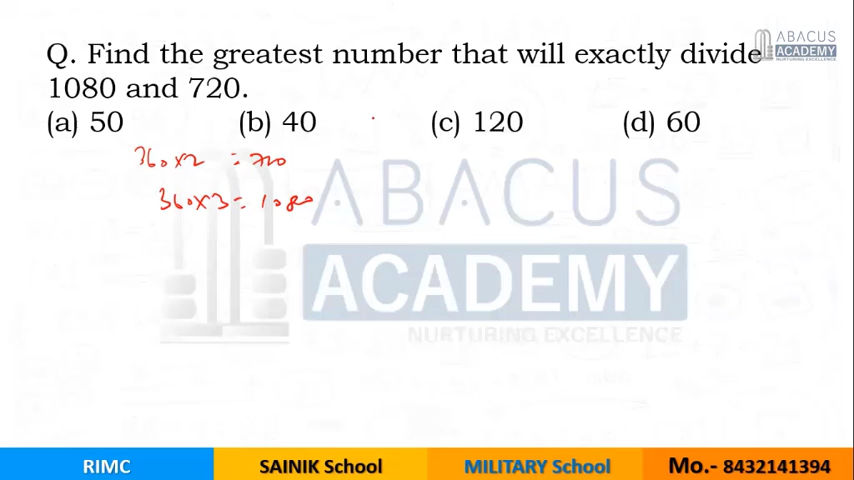 ABACUS
ACADEMY
NURTURING EXCELLENCE
Q. Find the greatest number that will exactly divide
1080 and 720.
(a) 50 (b) 40 (c) 120 (d) 60
360×2 = 720
360×3 = 1080
ABACUS
ACADEMY
NURTURING EXCELLENCE
RIMC SAINIK School MILITARY School Mo.- 8432141394